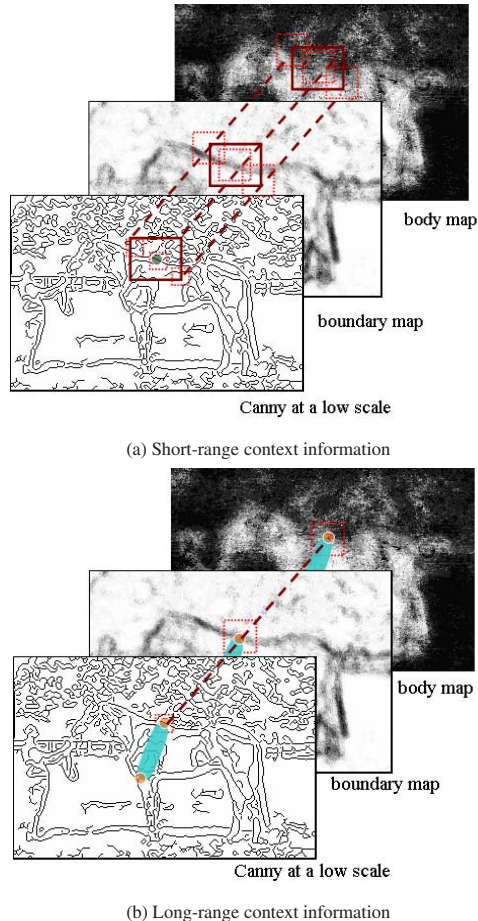 body map
boundary map
Canny at a low scale
(a) Short-range context information
body map
boundary map
Canny at a low scale
(b) Long-range context information